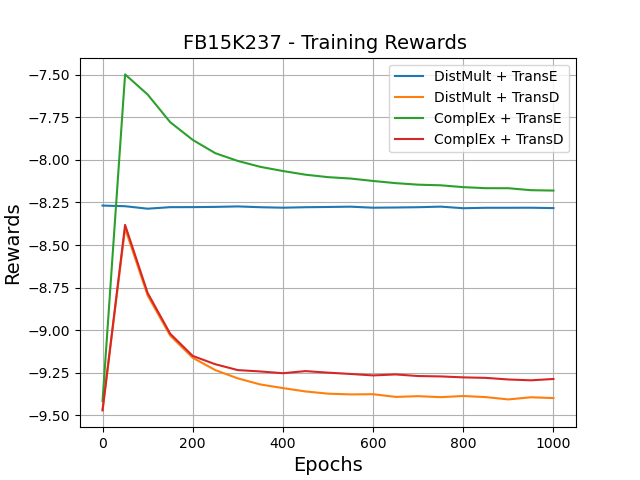 FB15K237 - Training Rewards
DistMult + TransE
DistMult + TransD
ComplEx + TransE
ComplEx + TransD
Rewards
−7.50
−7.75
−8.00
−8.25
−8.50
−8.75
−9.00
−9.25
−9.50
0
200
400
600
800
1000
Epochs